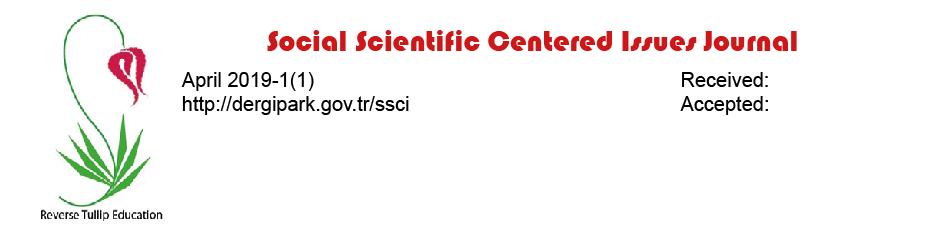 Social Scientific Centered Issues Journal
April 2019-1(1)
Received:
http://dergipark.gov.tr/ssci
Accepted:
Reverse Tullip Education